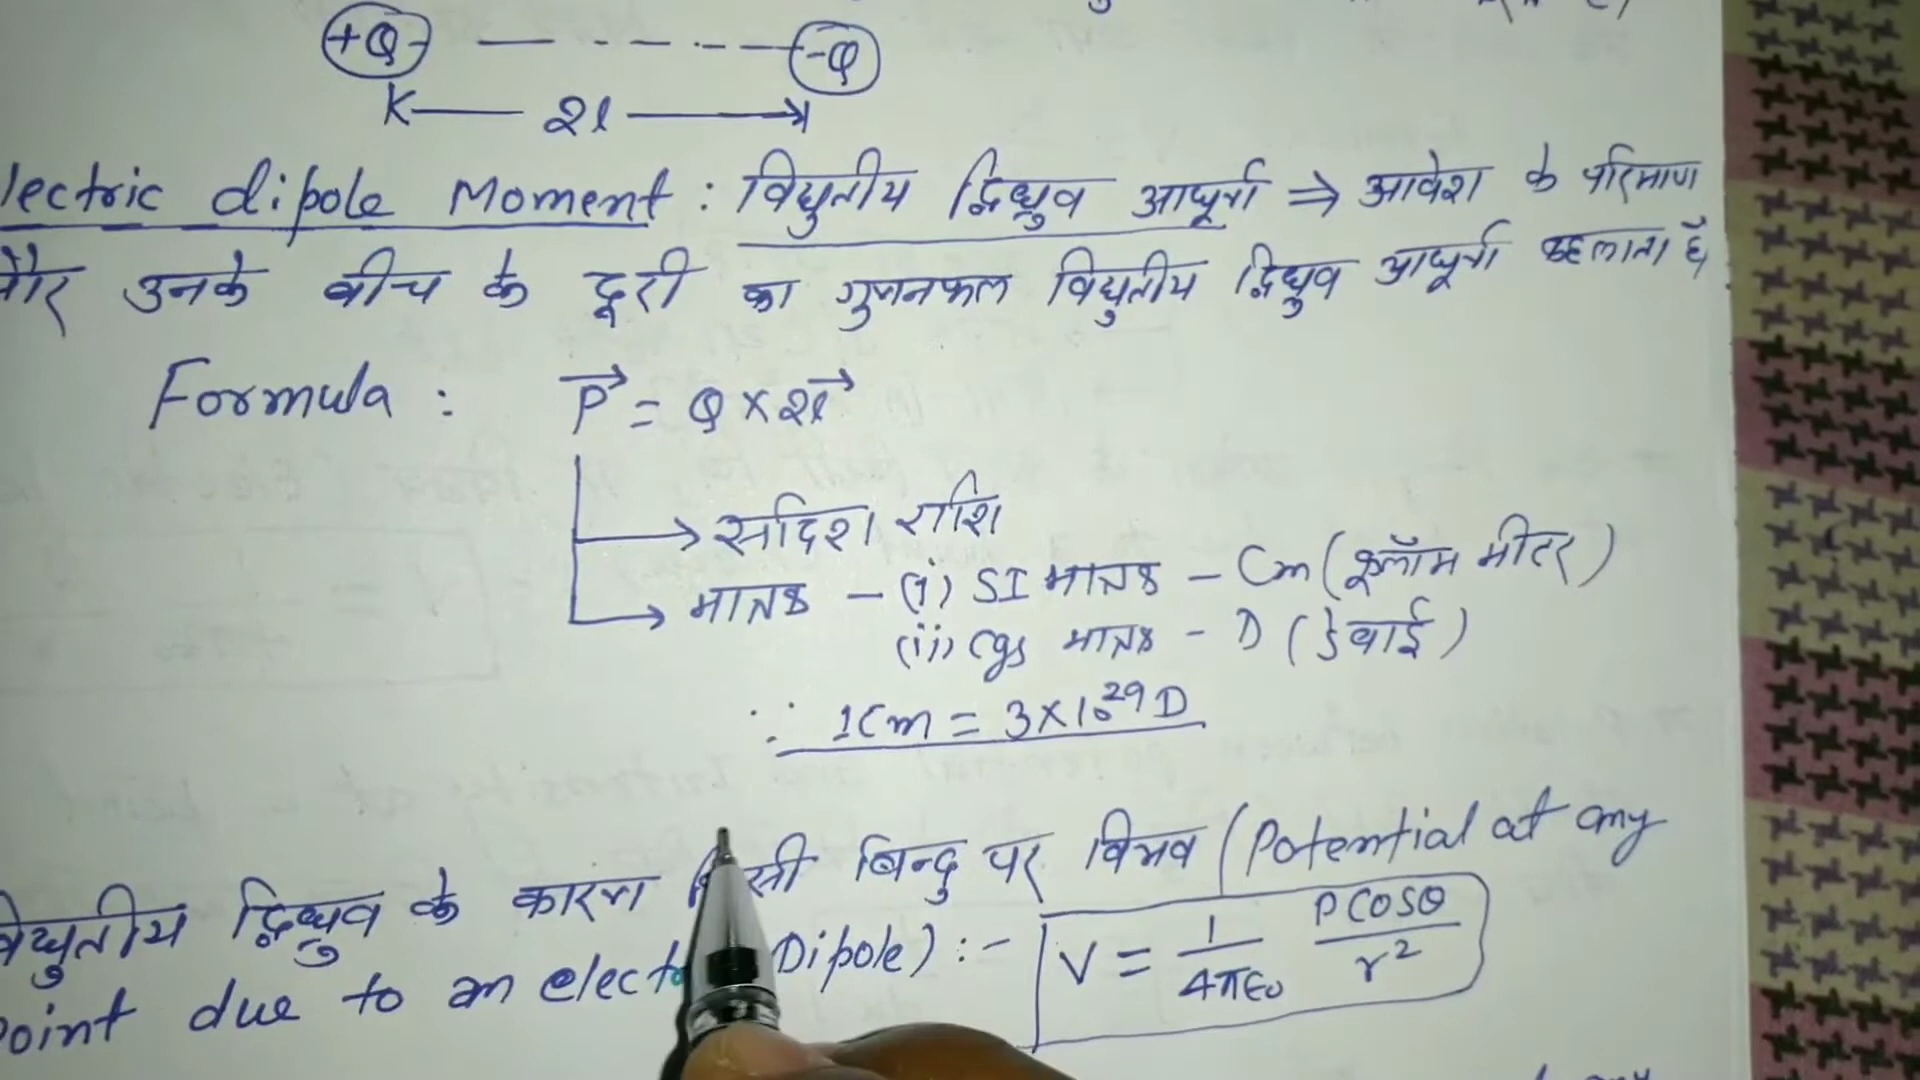 +Q - - - - -Q
2l
lectric dipole Moment : विद्युतीय द्विध्रुव आघूर्ण ⇒ आवेश के परिमाण
और उनके बीच के दूरी का गुणनफल विद्युतीय द्विध्रुव आघूर्ण कहलाता है
Formula : P⃗ = Q × 2l⃗
→ सदिश राशि
→ मात्रक – (i) SI मात्रक – Cm (कूलॉम मीटर)
(ii) Cgs मात्रक – D (डेबाई)
∴ 1Cm = 3×10²⁹ D
विद्युतीय द्विध्रुव के कारण किसी बिन्दु पर विभव (Potential at any
point due to an elect Dipole) :- V = 1/4πε₀ PCOSθ/r²